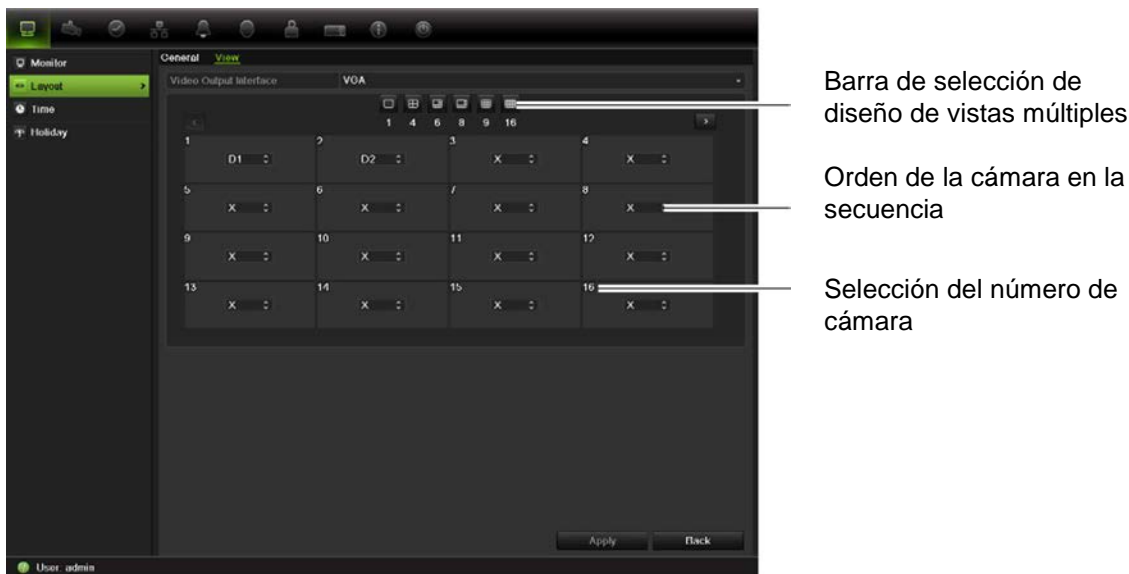 Monitor
Layout
Time
Holiday
General View
Video Output Interface VOA
1 4 6 8 9 16
1 2 3 4
D1 D2 X X
5 6 7 8
X X X X
9 10 11 12
X X X X
13 14 15 16
X X X X
Apply Back
User: admin
Barra de selección de
diseño de vistas múltiples
Orden de la cámara en la
secuencia
Selección del número de
cámara